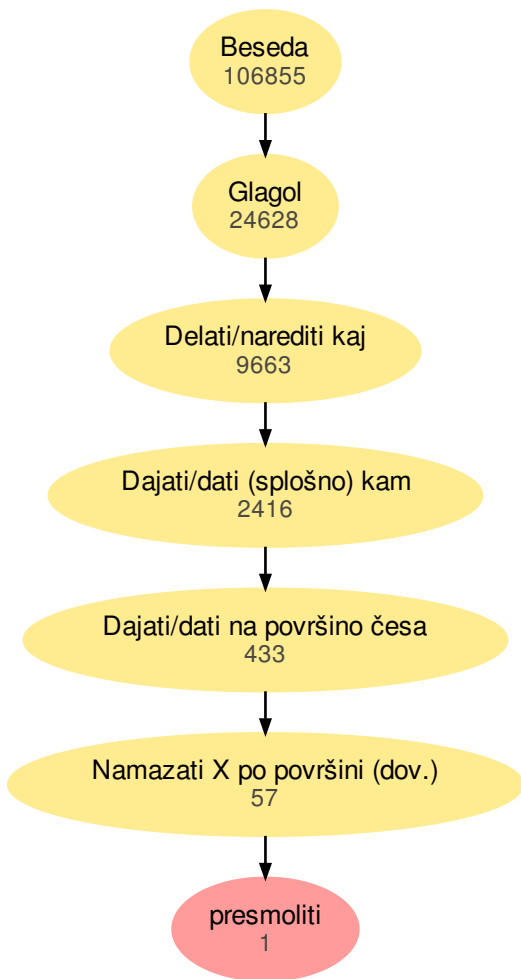 Beseda
106855
Glagol
24628
Delati/narediti kaj
9663
Dajati/dati (splošno) kam
2416
Dajati/dati na površino česa
433
Namazati X po površini (dov.)
57
presmoliti
1